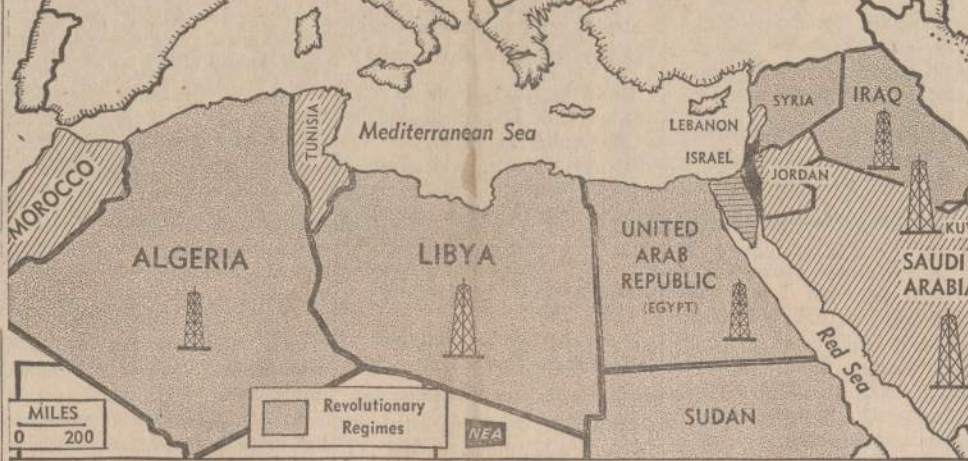 SYRIA
IRAQ
LEBANON
Mediterranean Sea
TUNISIA
ISRAEL
JORDAN
MOROCCO
KU
ALGERIA
LIBYA
UNITED
ARAB
REPUBLIC
(EGYPT)
SAUDI
ARABIA
Red Sea
MILES
0 200
Revolutionary
Regimes
NEA
SUDAN